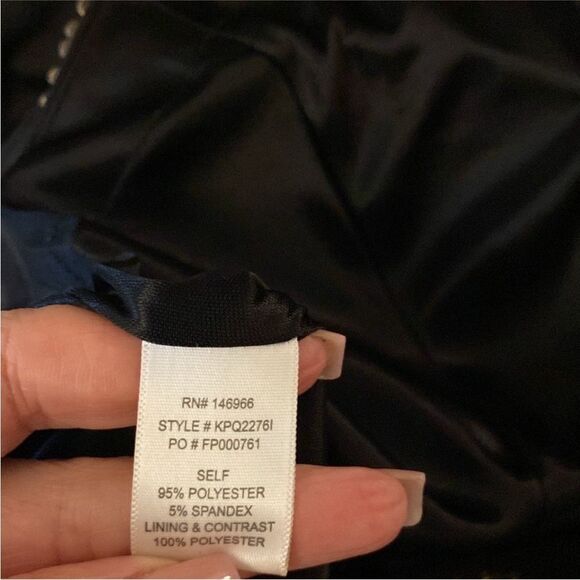 RN# 146966
STYLE # KPQ2276I
PO # FP000761
SELF
95% POLYESTER
5% SPANDEX
LINING & CONTRAST
100% POLYESTER